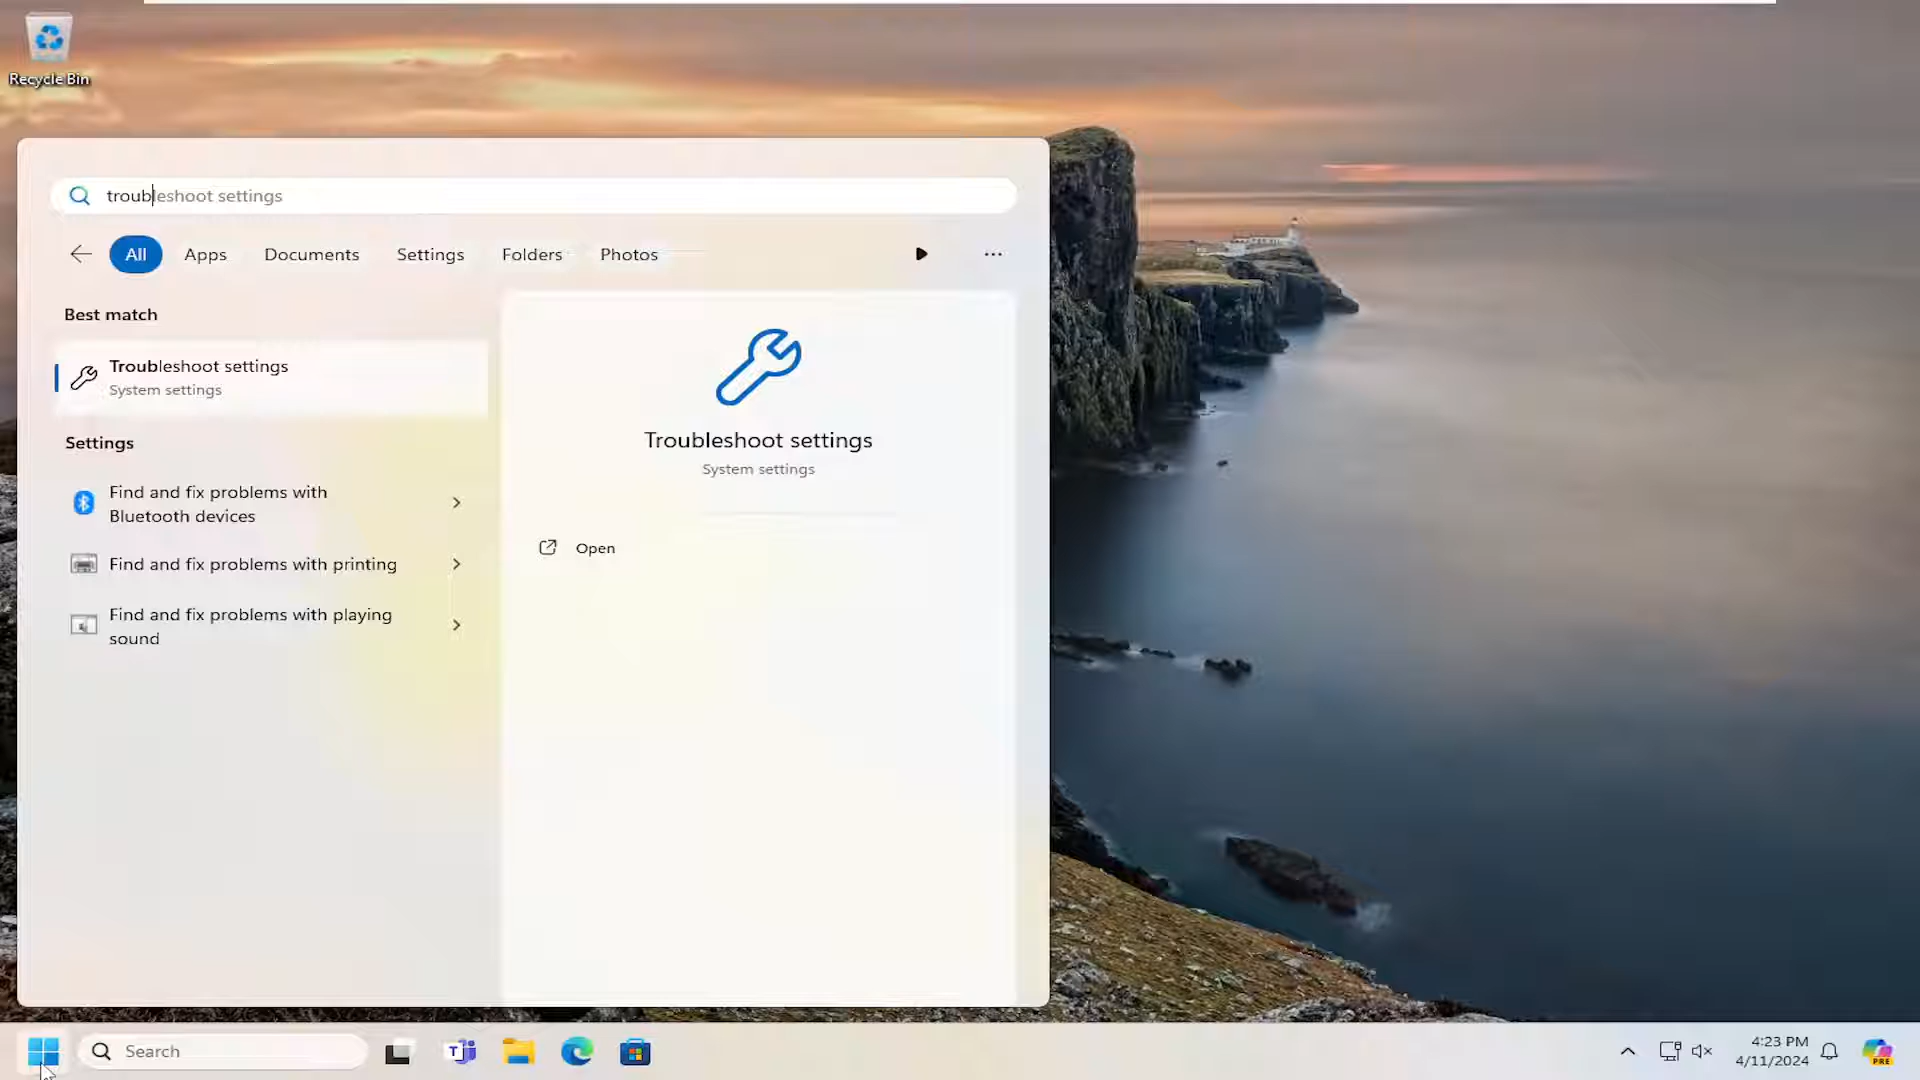 Recycle Bin
troubleshoot settings
All Apps Documents Settings Folders Photos
Best match
Troubleshoot settings
System settings
Settings
Find and fix problems with
Bluetooth devices
Find and fix problems with printing
Find and fix problems with playing
sound
Troubleshoot settings
System settings
Open
Search
T
4:23 PM
4/11/2024
PRE